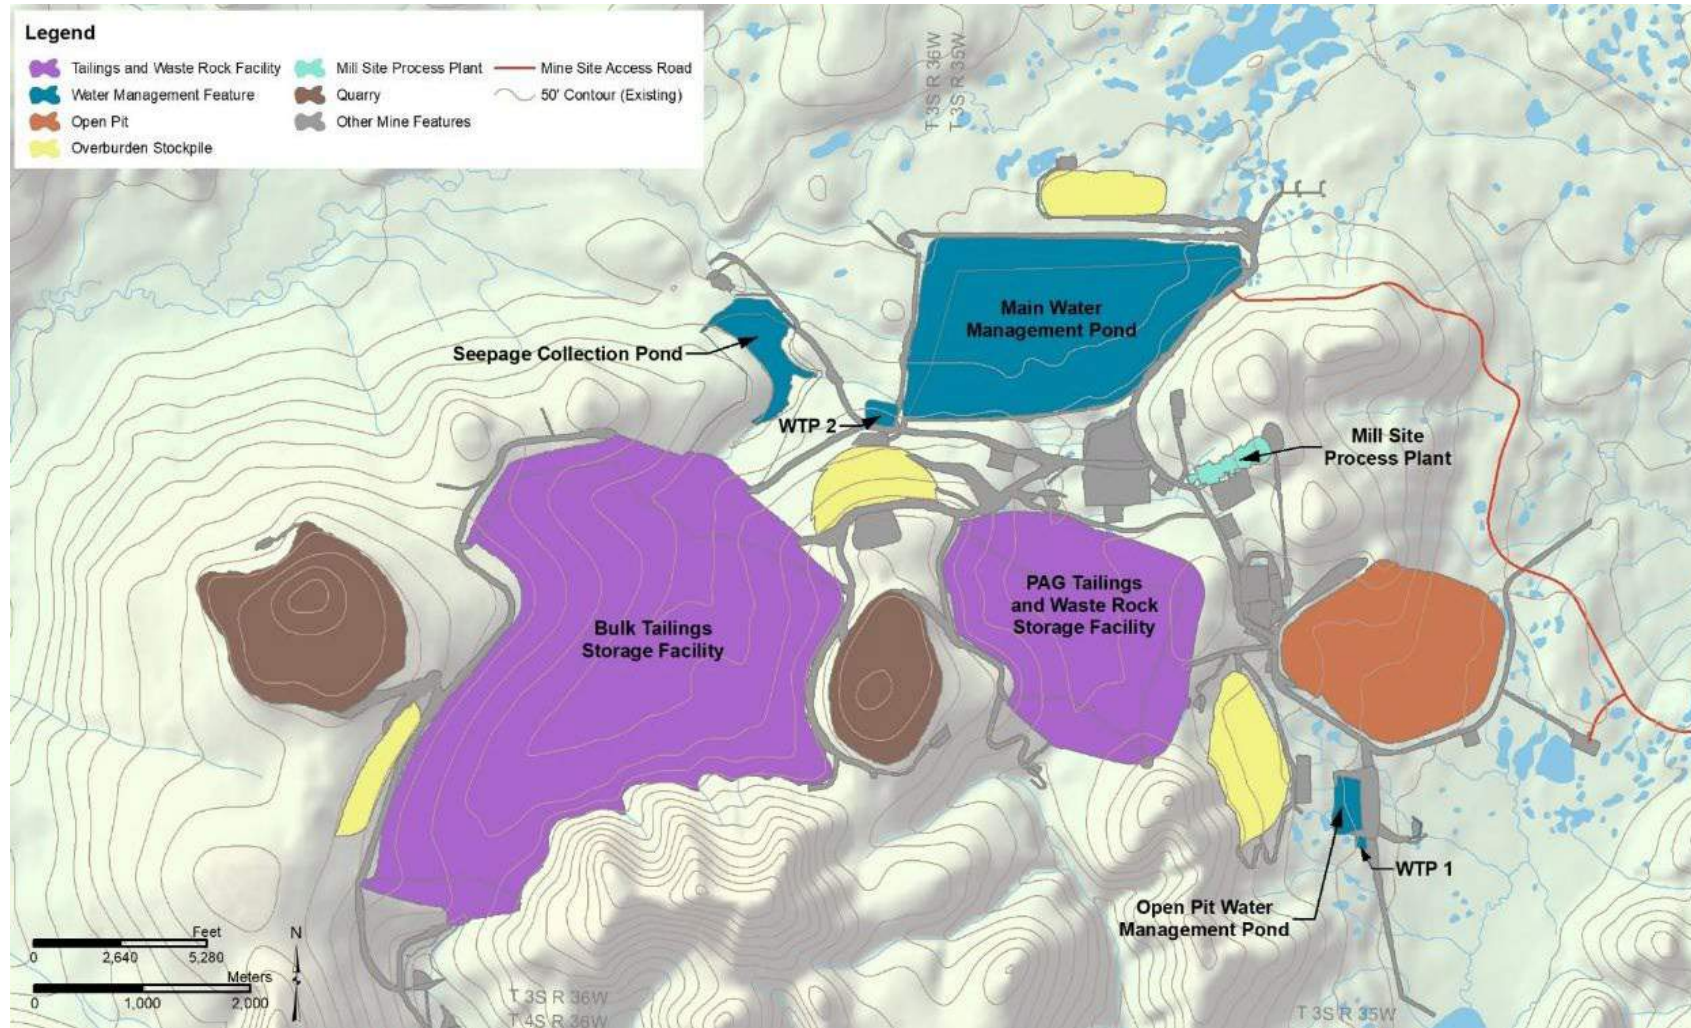 Legend
Tailings and Waste Rock Facility
Water Management Feature
Open Pit
Overburden Stockpile
Mill Site Process Plant
Quarry
Other Mine Features
Mine Site Access Road
50' Contour (Existing)
T 3S R 36W
T 3S R 35W
Main Water
Management Pond
Seepage Collection Pond
WTP 2
Mill Site
Process Plant
PAG Tailings
and Waste Rock
Storage Facility
Bulk Tailings
Storage Facility
WTP 1
Open Pit Water
Management Pond
Feet
0 2,640 5,280
Meters
0 1,000 2,000
N
T 3S R 36W
T 4S R 36W
T 3S R 35W